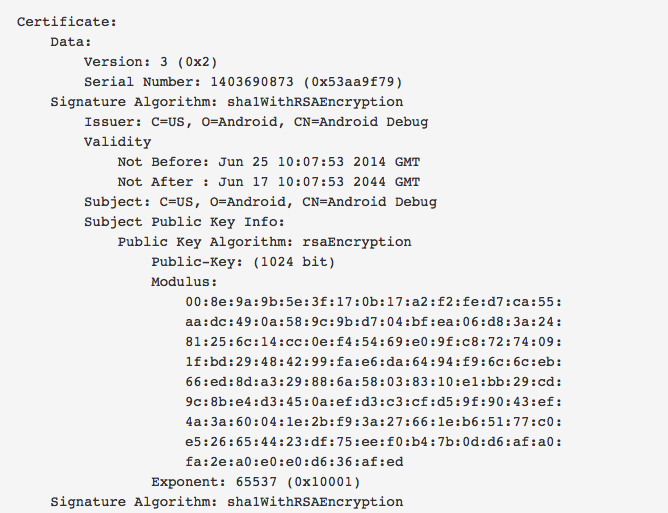 Certificate:
Data:
Version: 3 (0x2)
Serial Number: 1403690873 (0x53aa9f79)
Signature Algorithm: sha1WithRSAEncryption
Issuer: C=US, O=Android, CN=Android Debug
Validity
Not Before: Jun 25 10:07:53 2014 GMT
Not After : Jun 17 10:07:53 2044 GMT
Subject: C=US, O=Android, CN=Android Debug
Subject Public Key Info:
Public Key Algorithm: rsaEncryption
Public-Key: (1024 bit)
Modulus:
00:8e:9a:9b:5e:3f:17:0b:17:a2:f2:fe:d7:ca:55:
aa:dc:49:0a:58:9c:9b:d7:04:bf:ea:06:d8:3a:24:
81:25:6c:14:cc:0e:f4:54:69:e0:9f:c8:72:74:09:
1f:bd:29:48:42:99:fa:e6:da:64:94:f9:6c:6c:eb:
66:ed:8d:a3:29:88:6a:58:03:83:10:e1:bb:29:cd:
9c:8b:e4:d3:45:0a:ef:d3:c3:cf:d5:9f:90:43:ef:
4a:3a:60:04:1e:2b:f9:3a:27:66:1e:b6:51:77:c0:
e5:26:65:44:23:df:75:ee:f0:b4:7b:0d:d6:af:a0:
fa:2e:a0:e0:e0:d6:36:af:ed
Exponent: 65537 (0x10001)
Signature Algorithm: sha1WithRSAEncryption